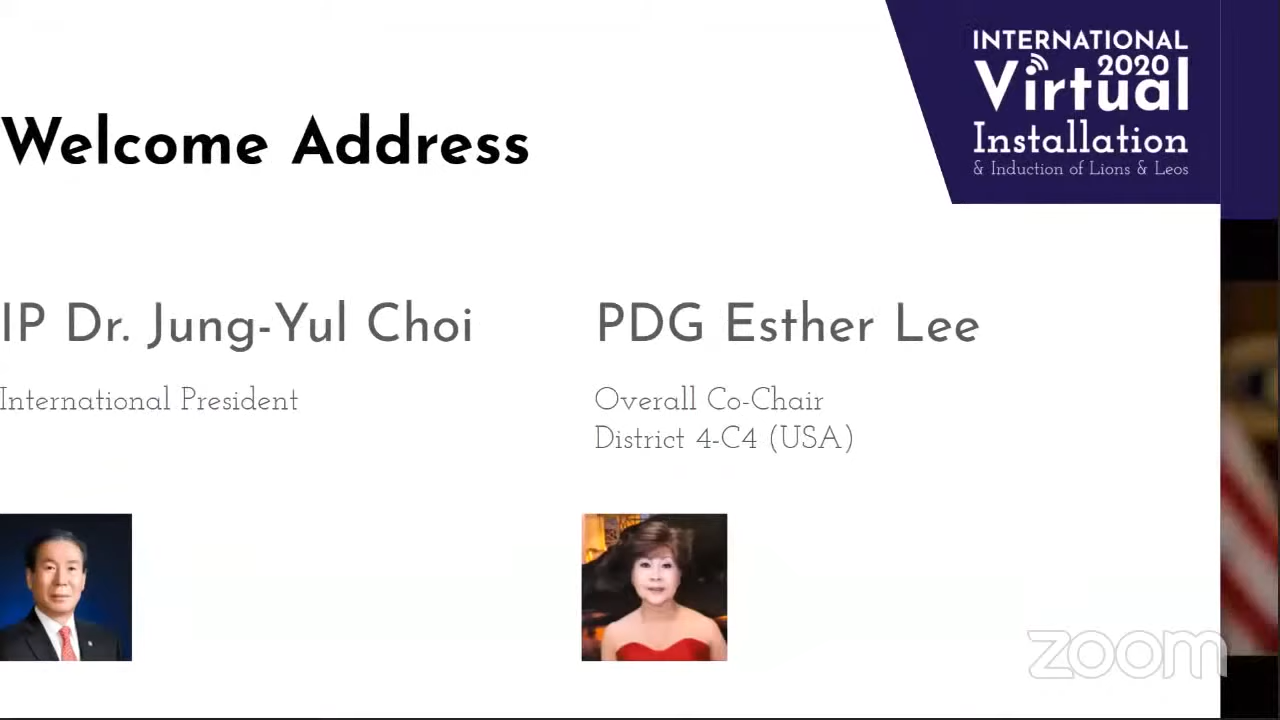 INTERNATIONAL
2020
Virtual
Installation
& Induction of Lions & Leos
Welcome Address
IP Dr. Jung-Yul Choi
International President
PDG Esther Lee
Overall Co-Chair
District 4-C4 (USA)
zoom